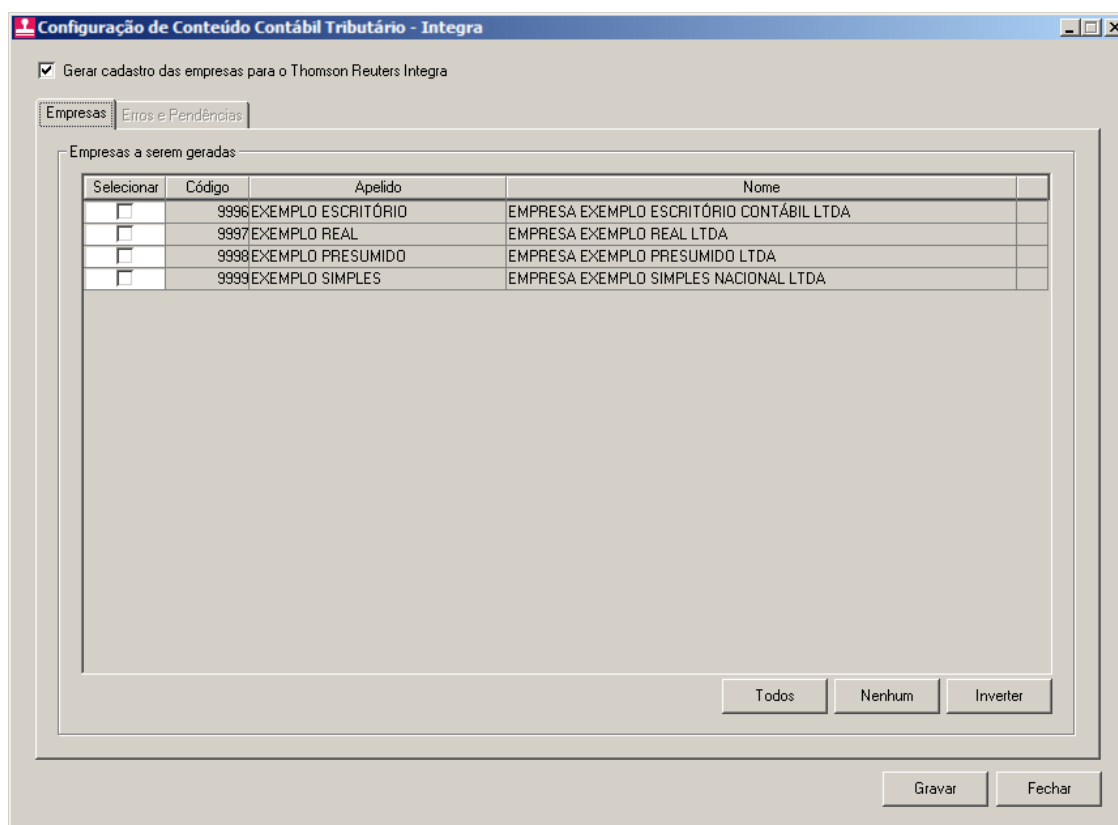 Configuração de Conteúdo Contábil Tributário - Integra
Gerar cadastro das empresas para o Thomson Reuters Integra
Empresas Erros e Pendências
Empresas a serem geradas
Selecionar Código Apelido Nome
9996 EXEMPLO ESCRITÓRIO EMPRESA EXEMPLO ESCRITÓRIO CONTÁBIL LTDA
9997 EXEMPLO REAL EMPRESA EXEMPLO REAL LTDA
9998 EXEMPLO PRESUMIDO EMPRESA EXEMPLO PRESUMIDO LTDA
9999 EXEMPLO SIMPLES EMPRESA EXEMPLO SIMPLES NACIONAL LTDA
Todos Nenhum Inverter
Gravar Fechar